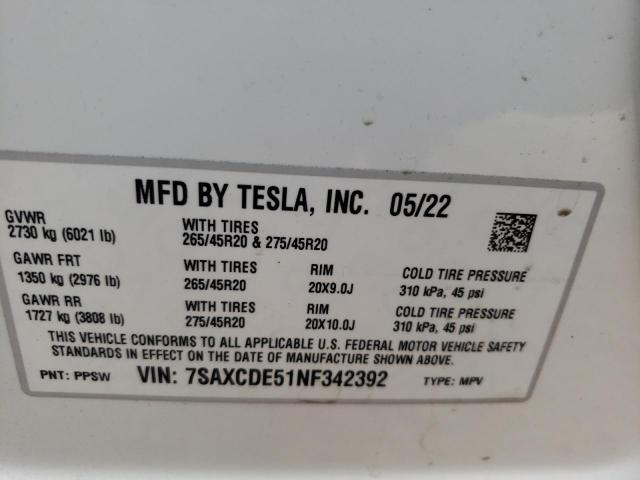 MFD BY TESLA, INC. 05/22
GVWR WITH TIRES
2730 kg (6021 lb) 265/45R20 & 275/45R20
GAWR FRT WITH TIRES RIM COLD TIRE PRESSURE
1350 kg (2976 lb) 265/45R20 20X9.0J 310 kPa, 45 psi
GAWR RR WITH TIRES RIM COLD TIRE PRESSURE
1727 kg (3808 lb) 275/45R20 20X10.0J 310 kPa, 45 psi
THIS VEHICLE CONFORMS TO ALL APPLICABLE U.S. FEDERAL MOTOR VEHICLE SAFETY
STANDARDS IN EFFECT ON THE DATE OF MANUFACTURE SHOWN ABOVE.
PNT: PPSW VIN: 7SAXCDE51NF342392 TYPE: MPV